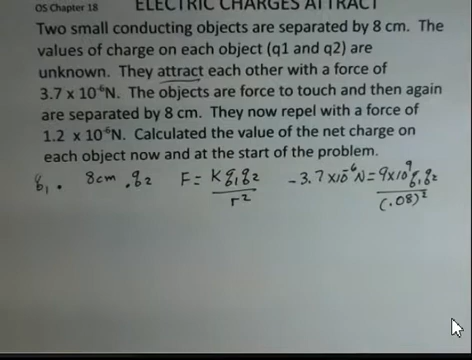 OS Chapter 18 ELECTRIC CHARGES ATTRACT
Two small conducting objects are separated by 8 cm. The
values of charge on each object (q1 and q2) are
unknown. They attract each other with a force of
3.7 x 10⁻⁶N. The objects are force to touch and then again
are separated by 8 cm. They now repel with a force of
1.2 x 10⁻⁶N. Calculated the value of the net charge on
each object now and at the start of the problem.
q₁ . 8cm . q₂ F = Kq₁q₂/r² -3.7x10⁻⁶N = 9x10⁹q₁q₂/(.08)²